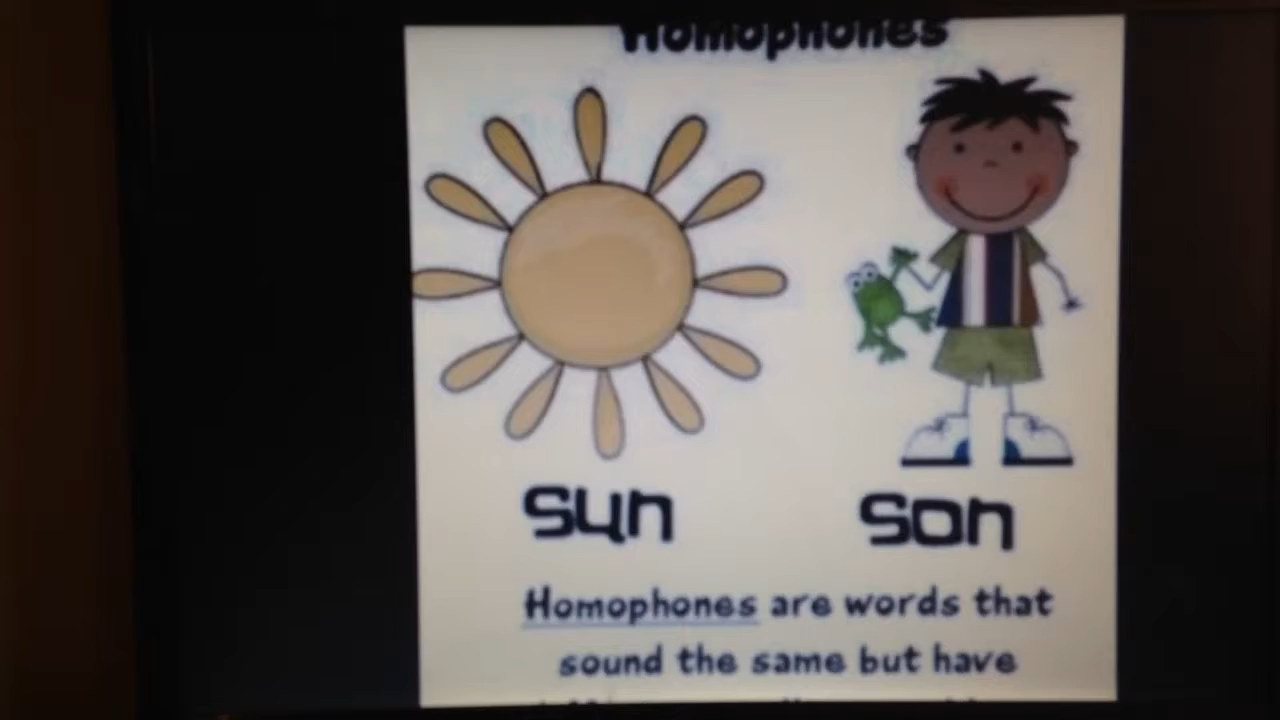 Homophones
sun son
Homophones are words that
sound the same but have